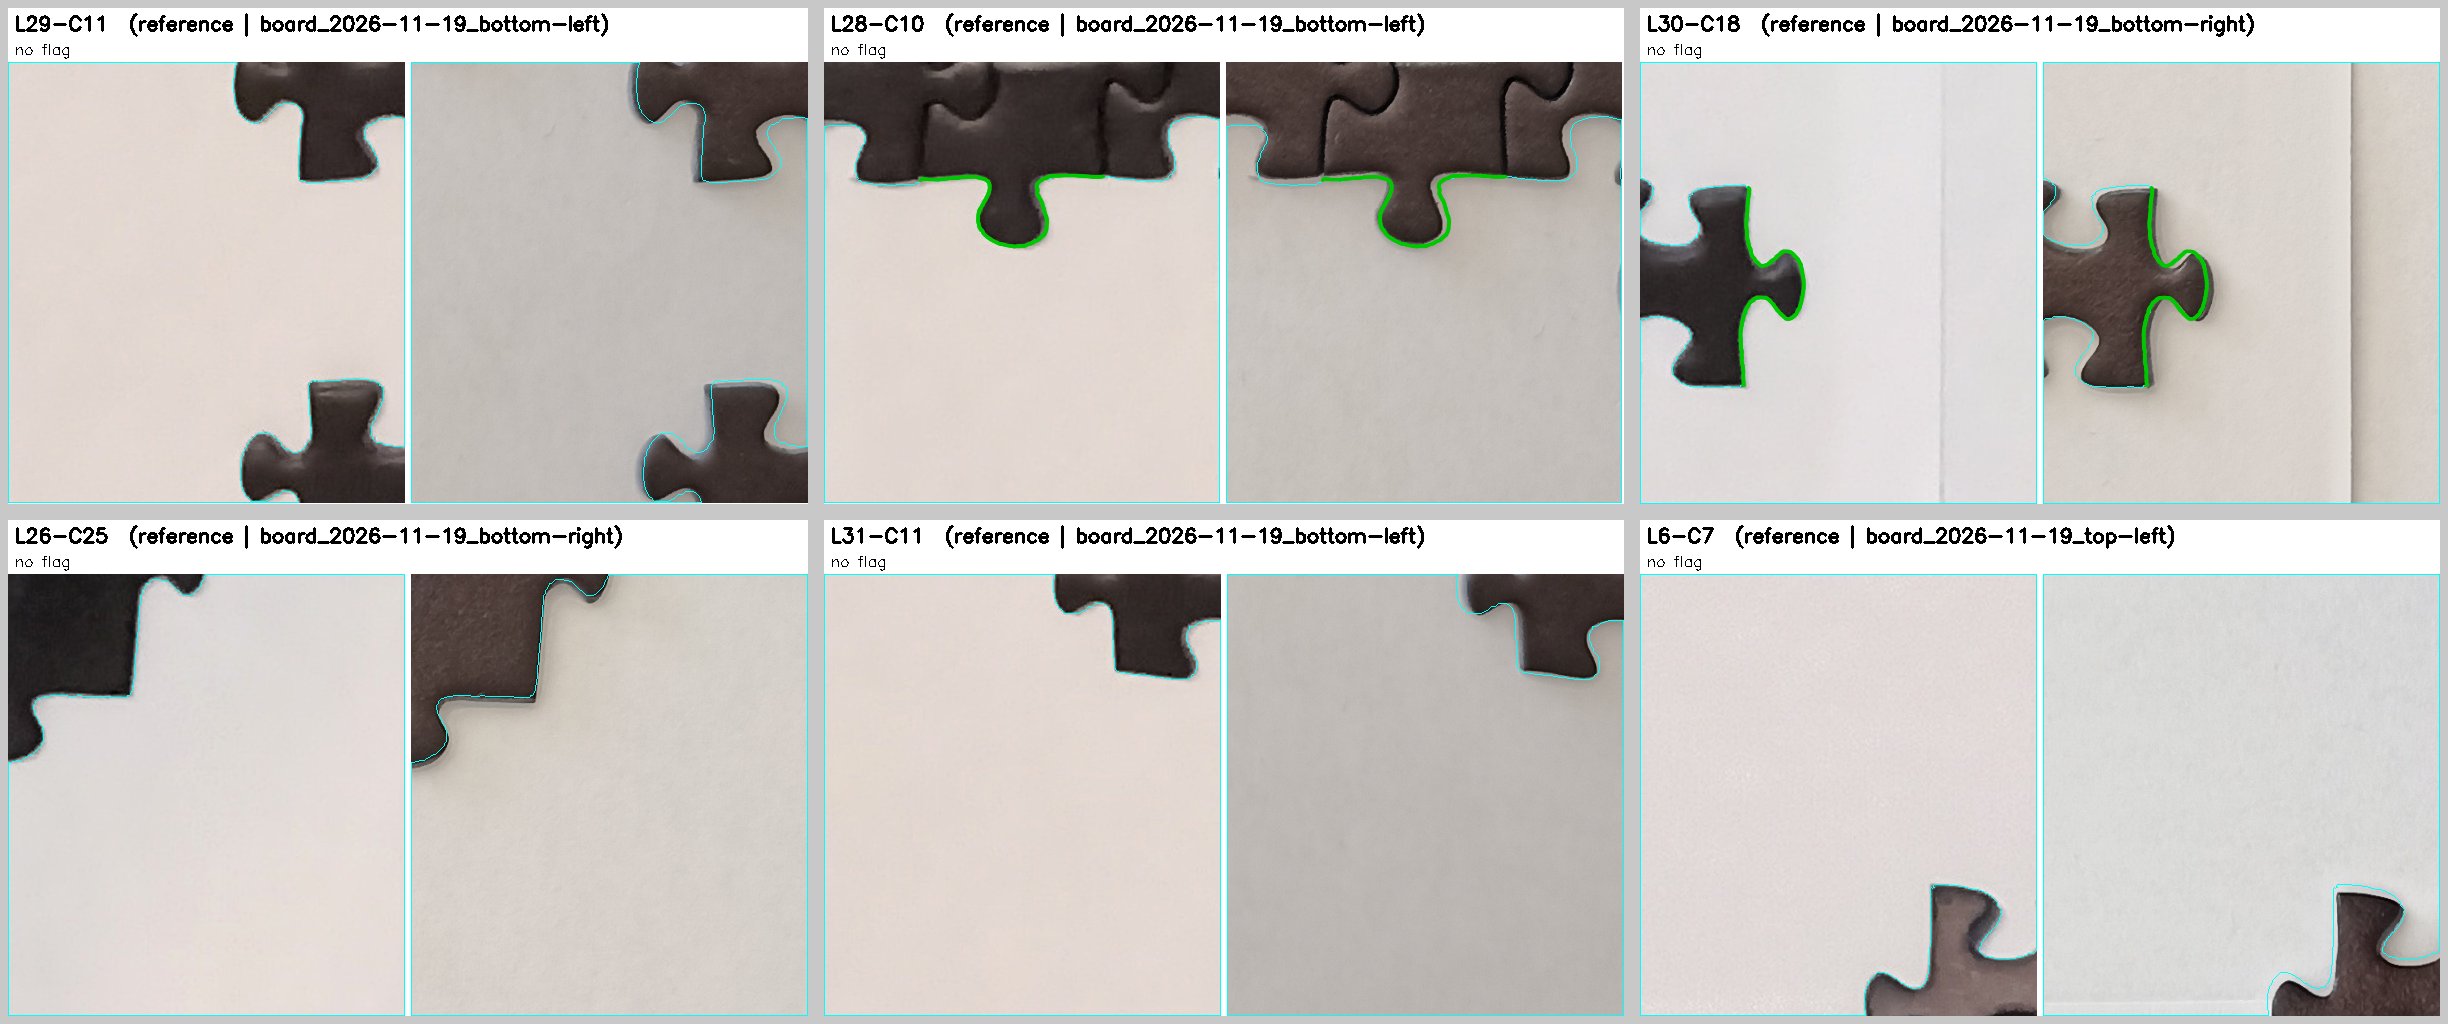 L29-C11 (reference | board_2026-11-19_bottom-left)
no flag
L28-C10 (reference | board_2026-11-19_bottom-left)
no flag
L30-C18 (reference | board_2026-11-19_bottom-right)
no flag
L26-C25 (reference | board_2026-11-19_bottom-right)
no flag
L31-C11 (reference | board_2026-11-19_bottom-left)
no flag
L6-C7 (reference | board_2026-11-19_top-left)
no flag